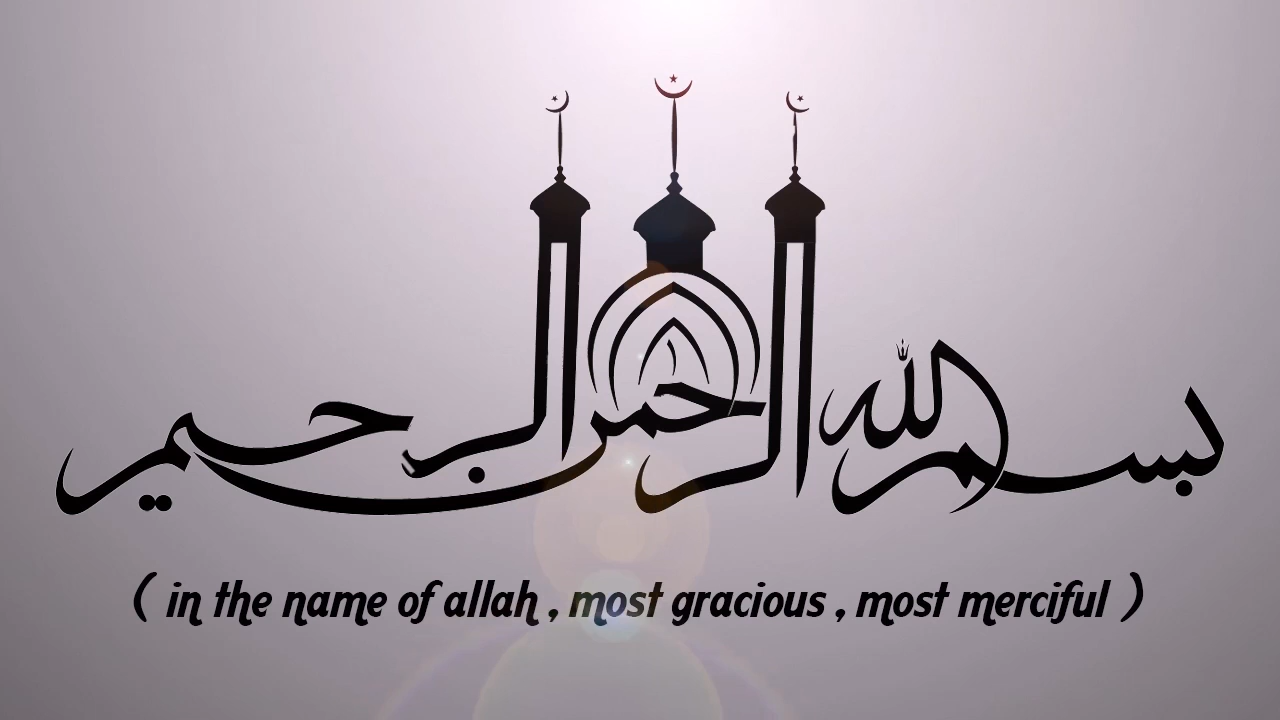 بسم الله الرحمن الرحيم
( in the name of allah , most gracious , most merciful )